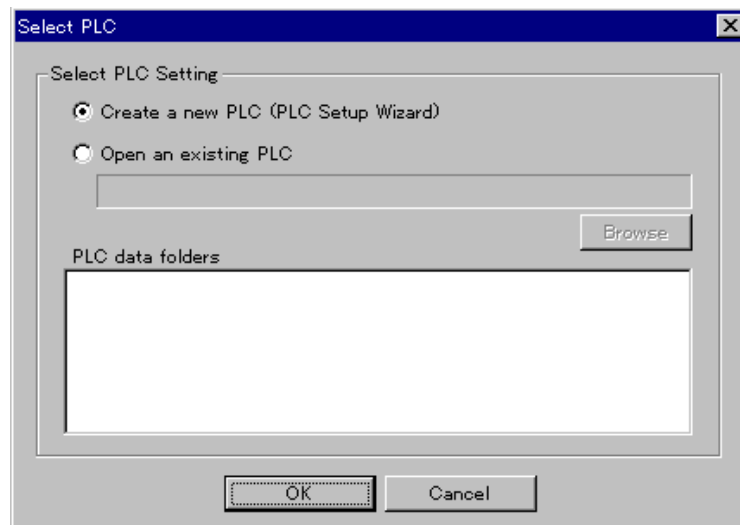 Select PLC
Select PLC Setting
Create a new PLC (PLC Setup Wizard)
Open an existing PLC
Browse
PLC data folders
OK
Cancel